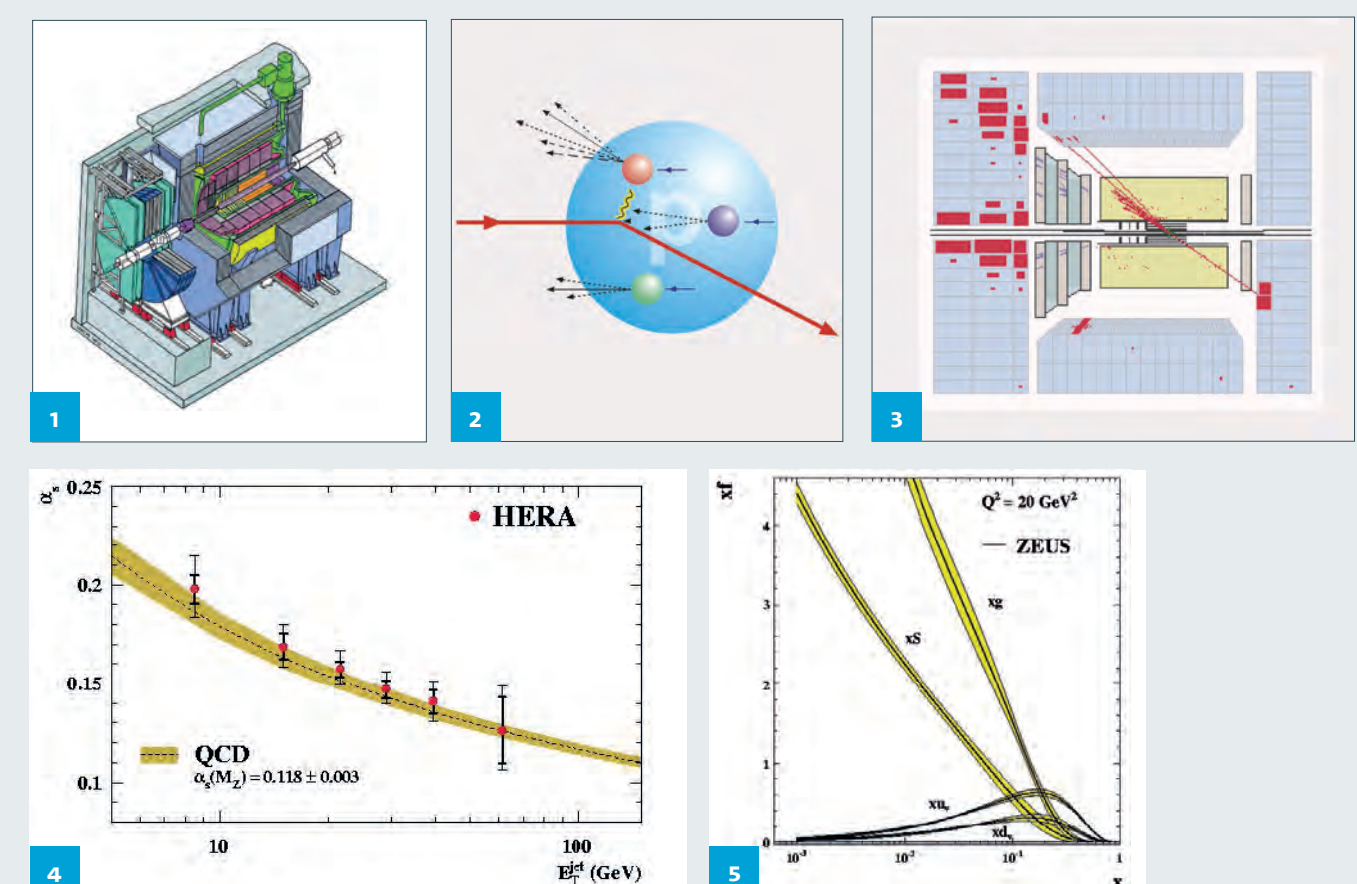 1
2
p
3
α_s
0.25
0.2
0.15
0.1
HERA
QCD
α_s(M_Z) = 0.118 ± 0.003
10
100
E_T^jet (GeV)
4
xf
Q² = 20 GeV²
ZEUS
4
3
2
1
0
xg
xS
xu_v
xd_v
10⁻³
10⁻²
10⁻¹
1
x
5